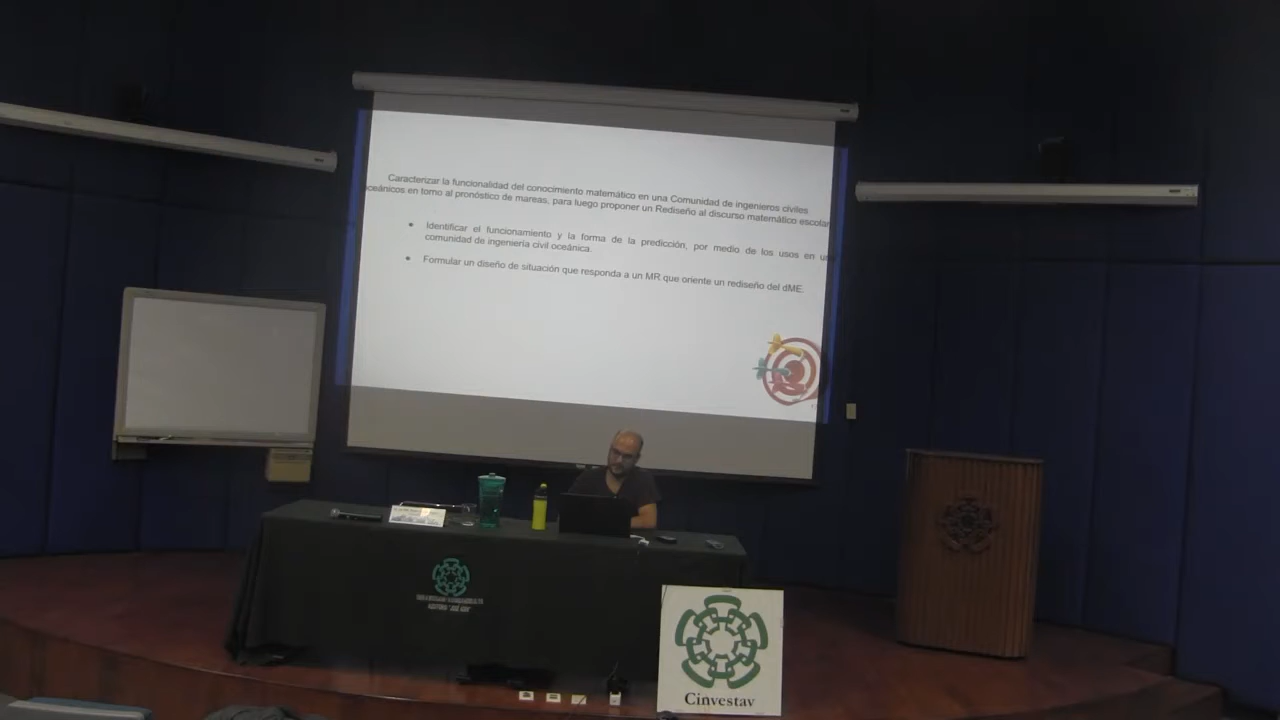 Caracterizar la funcionalidad del conocimiento matemático en una Comunidad de ingenieros civiles
oceánicos en torno al pronóstico de mareas, para luego proponer un Rediseño al discurso matemático escolar
Identificar el funcionamiento y la forma de la predicción, por medio de los usos en
comunidad de ingeniería civil oceánica.
Formular un diseño de situación que responda a un MR que oriente un rediseño del dME.
Cinvestav